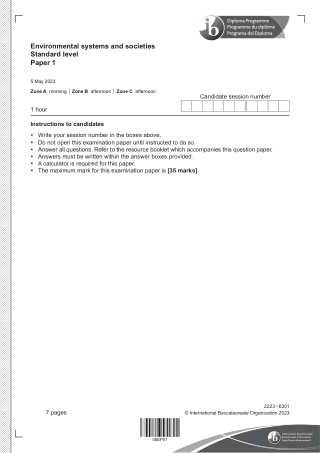 Diploma Programme
Programme du diplôme
Programa del Diploma
Environmental systems and societies
Standard level
Paper 1
5 May 2023
Zone A morning | Zone B afternoon | Zone C afternoon
Candidate session number
1 hour
Instructions to candidates
• Write your session number in the boxes above.
• Do not open this examination paper until instructed to do so.
• Answer all questions. Refer to the resource booklet which accompanies this question paper.
• Answers must be written within the answer boxes provided.
• A calculator is required for this paper.
• The maximum mark for this examination paper is [35 marks].
2223–6301
7 pages
© International Baccalaureate Organization 2023